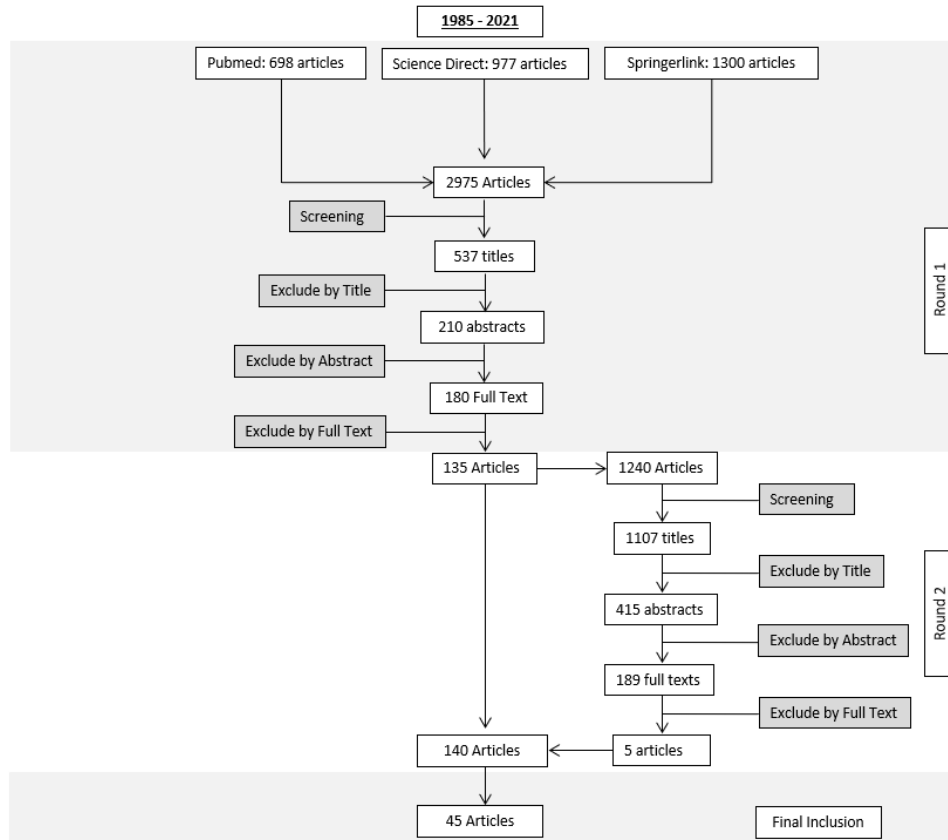 1985 - 2021
Pubmed: 698 articles
Science Direct: 977 articles
Springerlink: 1300 articles
2975 Articles
Screening
537 titles
Exclude by Title
210 abstracts
Exclude by Abstract
180 Full Text
Exclude by Full Text
Round 1
135 Articles
1240 Articles
Screening
1107 titles
Exclude by Title
415 abstracts
Exclude by Abstract
189 full texts
Exclude by Full Text
Round 2
140 Articles
5 articles
45 Articles
Final Inclusion